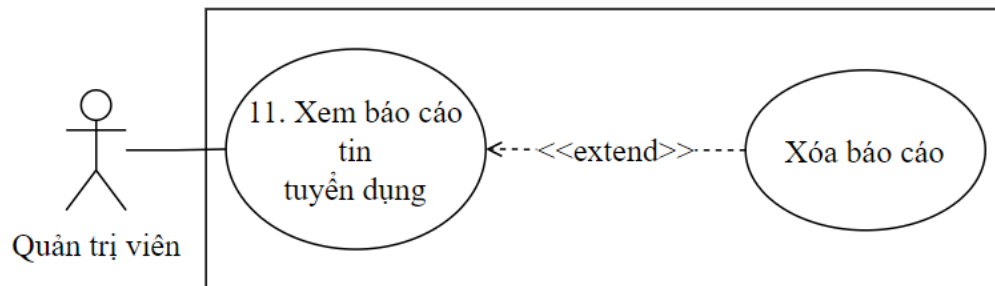 11. Xem báo cáo
tin
tuyển dụng
<<extend>>
Xóa báo cáo
Quản trị viên